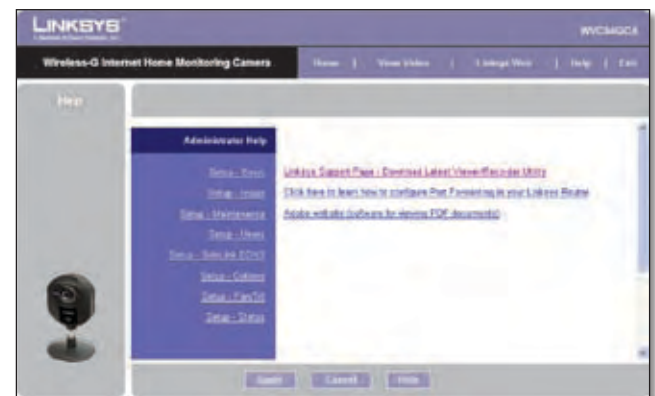 LINKSYS
Wireless-G Internet Home Monitoring Camera
Home | View Video | Linksys Web | Help | Exit
Help
Administrator Help
Setup - Basic
Setup - Image
Setup - Maintenance
Setup - Users
Setup - Options
Setup - Pan/Tilt
Setup - Status
Linksys Support Page - Download Latest Viewer/Recorder Utility
Click here to learn how to configure Port Forwarding in your Linksys Router
Adobe website (software for viewing PDF documents)
Apply
Cancel
Help